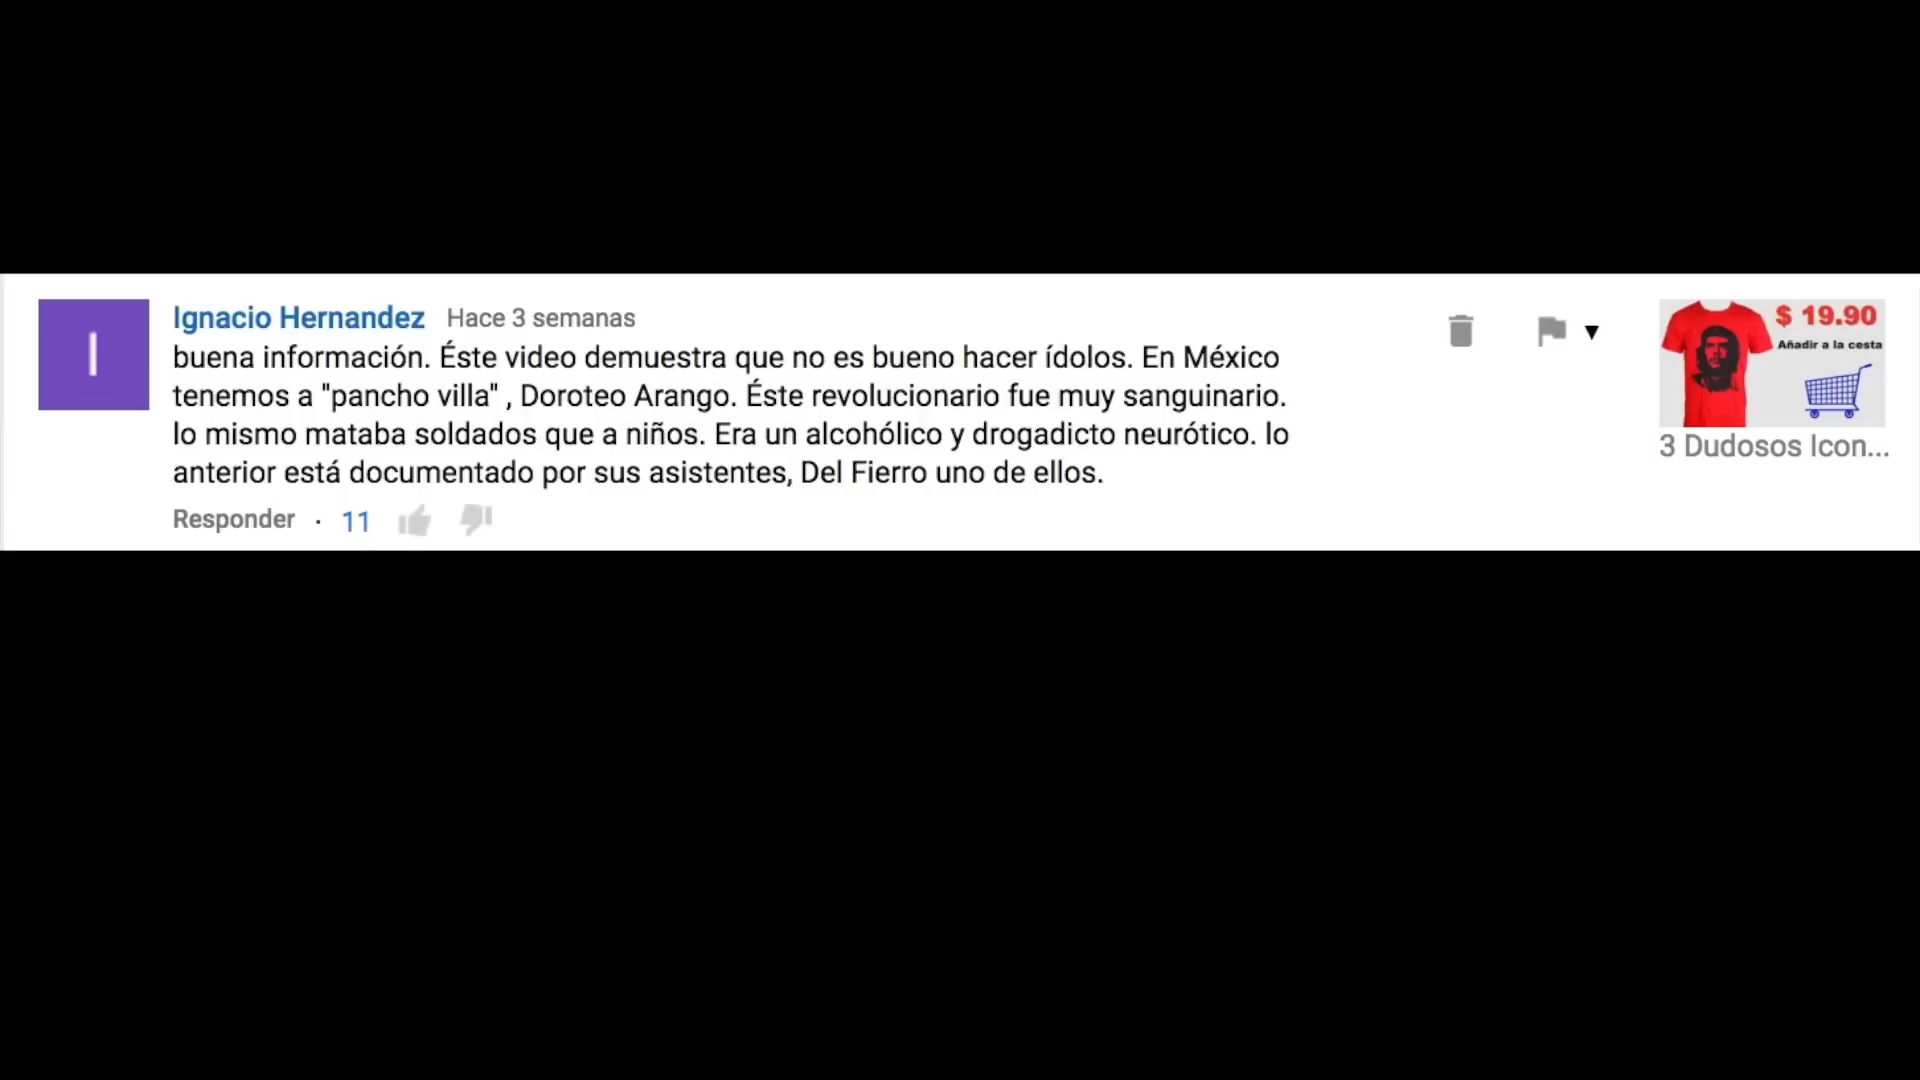 I
Ignacio Hernandez Hace 3 semanas
buena información. Éste video demuestra que no es bueno hacer ídolos. En México
tenemos a "pancho villa" , Doroteo Arango. Éste revolucionario fue muy sanguinario.
lo mismo mataba soldados que a niños. Era un alcohólico y drogadicto neurótico. lo
anterior está documentado por sus asistentes, Del Fierro uno de ellos.
Responder · 11
$ 19.90
Añadir a la cesta
3 Dudosos Icon...